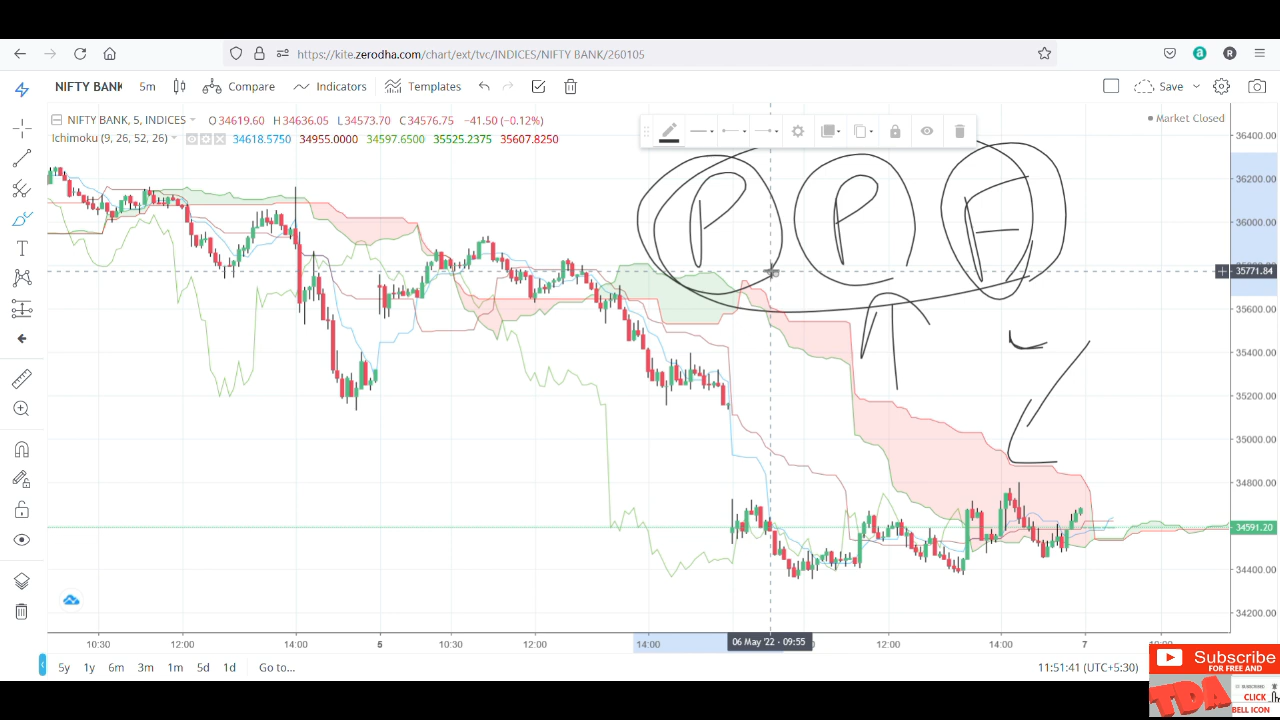 https://kite.zerodha.com/chart/ext/tvc/INDICES/NIFTY BANK/260105
a
R
NIFTY BANK
5m
Compare
Indicators
Templates
Save
NIFTY BANK, 5, INDICES
O34619.60 H34636.05 L34573.70 C34576.75 −41.50 (−0.12%)
Market Closed
Ichimoku (9, 26, 52, 26)
34618.5750 34955.0000 34597.6500 35525.2375 35607.8250
P P E
36400.00
36200.00
36000.00
35771.84
35600.00
35400.00
35200.00
35000.00
34800.00
34591.20
34400.00
34200.00
10:30 12:00 14:00 5 10:30 12:00 14:00 06 May '22 - 09:55 12:00 14:00 7
5y 1y 6m 3m 1m 5d 1d Go to...
11:51:41 (UTC+5:30)
Subscribe
FOR FREE AND
TDA
SUBSCRIBED
CLICK
BELL ICON